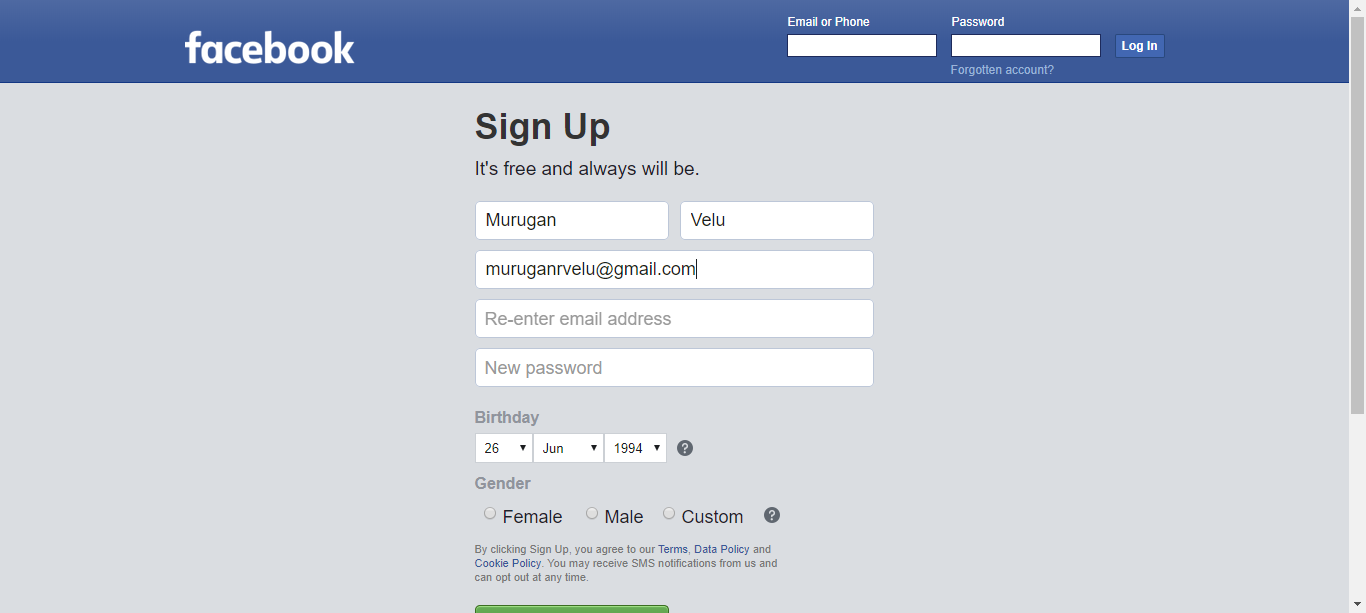 Email or Phone Password
facebook Log In
Forgotten account?
Sign Up
It's free and always will be.
Murugan Velu
muruganrvelu@gmail.com
Re-enter email address
New password
Birthday
26 Jun 1994 ?
Gender
Female Male Custom ?
By clicking Sign Up, you agree to our Terms, Data Policy and
Cookie Policy. You may receive SMS notifications from us and
can opt out at any time.